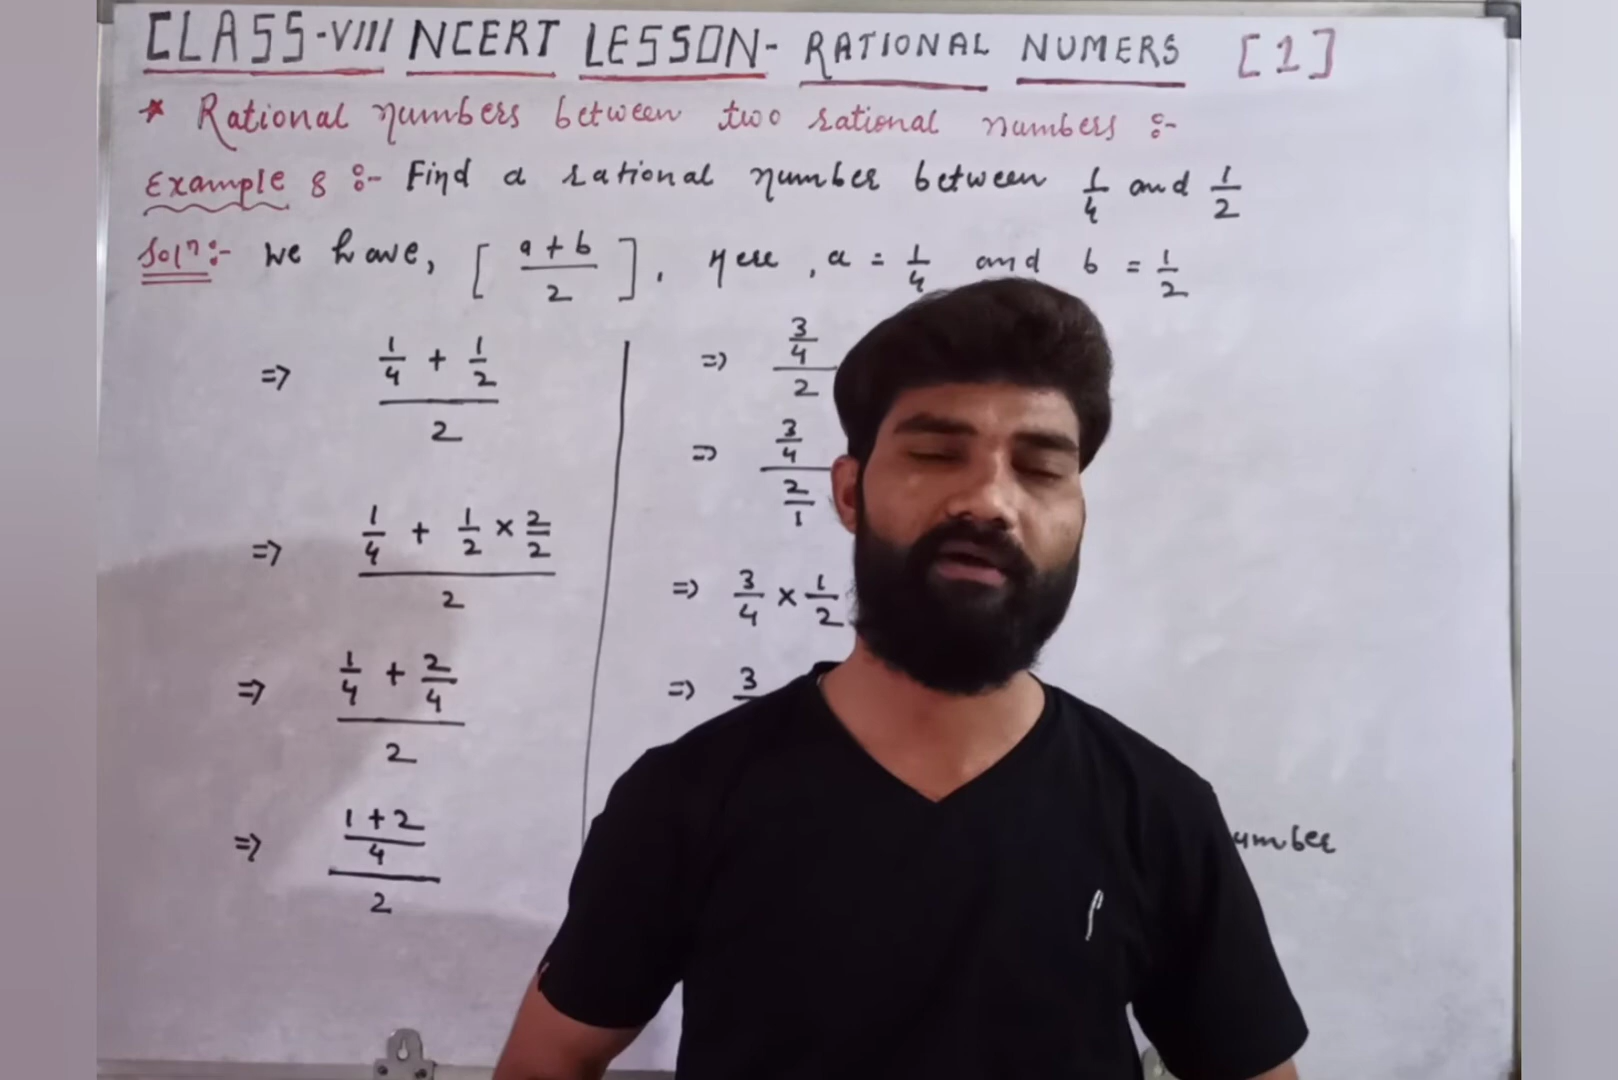 CLASS-VIII NCERT LESSON- RATIONAL NUMERS [1]
* Rational numbers between two rational numbers :-
Example 8 :- Find a rational number between 1/4 and 1/2
Solⁿ:- We have, [ a+b / 2 ]. Here, a = 1/4 and b = 1/2
=> (1/4 + 1/2) / 2
=> (1/4 + 1/2 × 2/2) / 2
=> (1/4 + 2/4) / 2
=> ((1+2)/4) / 2
=> (3/4) / 2
=> (3/4) / (2/1)
=> 3/4 × 1/2
=> 3
umber